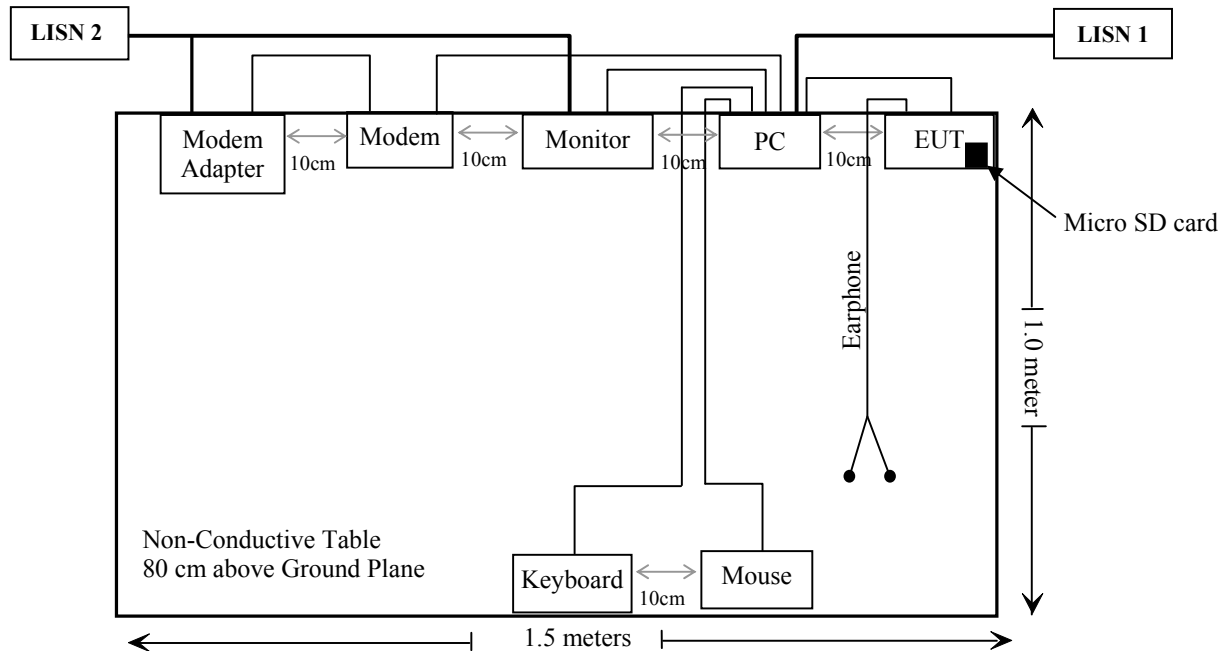 LISN 2
LISN 1
Modem
Adapter
10cm
Modem
10cm
Monitor
10cm
PC
10cm
EUT
Micro SD card
Earphone
1.0 meter
Non-Conductive Table
80 cm above Ground Plane
Keyboard
10cm
Mouse
1.5 meters